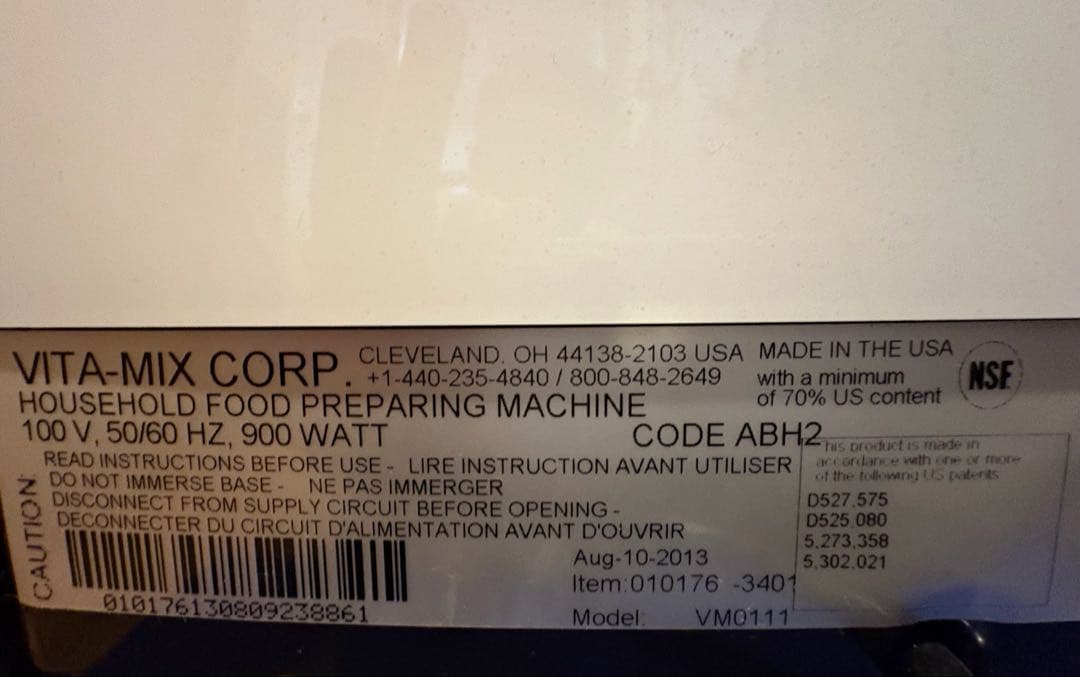 VITA-MIX CORP.
CLEVELAND, OH 44138-2103 USA
+1-440-235-4840 / 800-848-2649
MADE IN THE USA
with a minimum
of 70% US content
NSF
HOUSEHOLD FOOD PREPARING MACHINE
100 V, 50/60 HZ, 900 WATT
CODE ABH2
CAUTION
READ INSTRUCTIONS BEFORE USE - LIRE INSTRUCTION AVANT UTILISER
DO NOT IMMERSE BASE - NE PAS IMMERGER
DISCONNECT FROM SUPPLY CIRCUIT BEFORE OPENING -
DECONNECTER DU CIRCUIT D'ALIMENTATION AVANT D'OUVRIR
This product is made in
accordance with one or more
of the following US patents
D527,575
D525,080
5,273,358
5,302,021
010176130809238861
Aug-10-2013
Item:010176 -3401
Model: VM0111